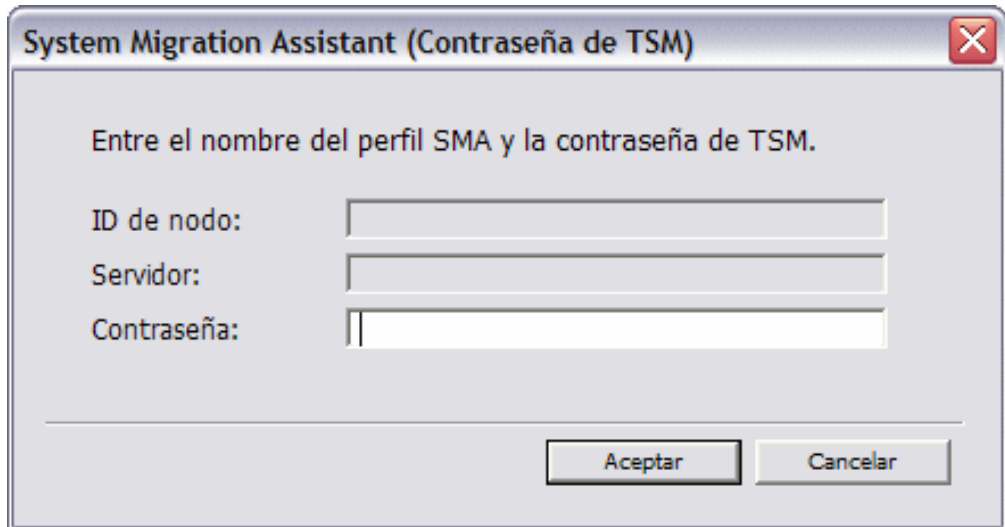 System Migration Assistant (Contraseña de TSM)
Entre el nombre del perfil SMA y la contraseña de TSM.
ID de nodo:
Servidor:
Contraseña:
Aceptar Cancelar